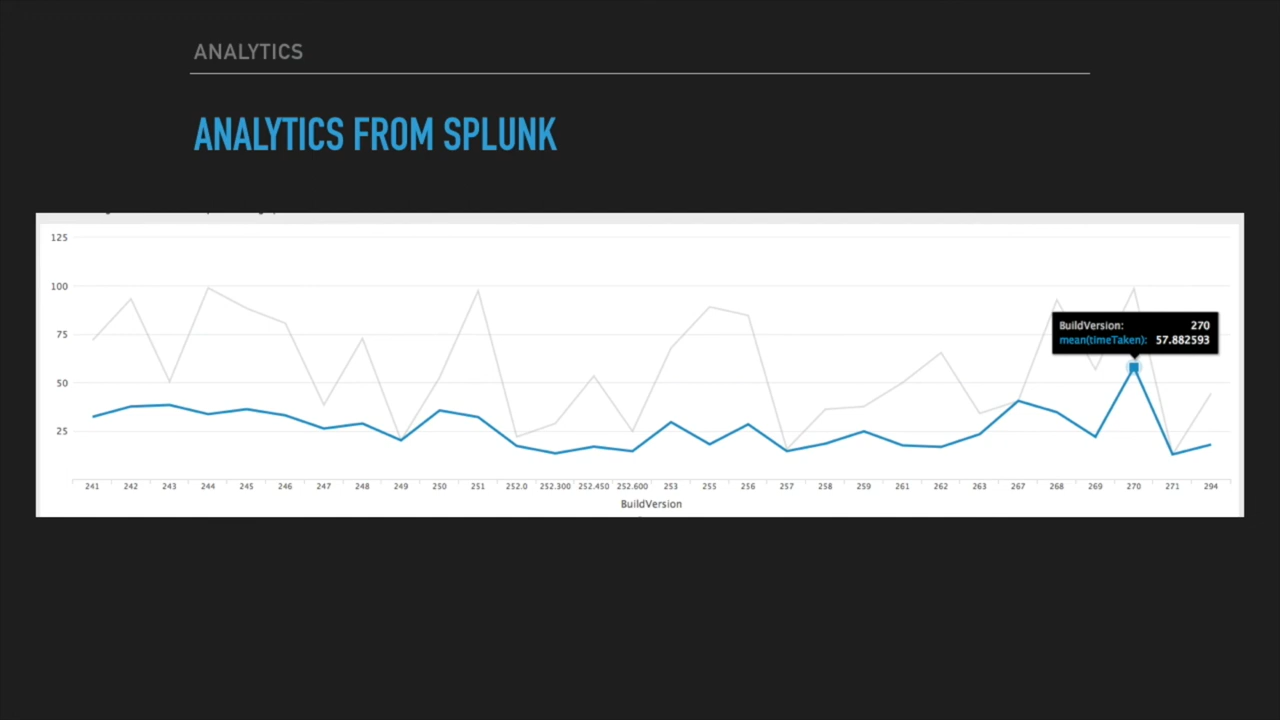 ANALYTICS
ANALYTICS FROM SPLUNK
125
100
75
50
25
BuildVersion: 270
mean(timeTaken): 57.882593
241 242 243 244 245 246 247 248 249 250 251 252.0 252.300 252.450 252.600 253 255 256 257 258 259 261 262 263 267 268 269 270 271 294
BuildVersion